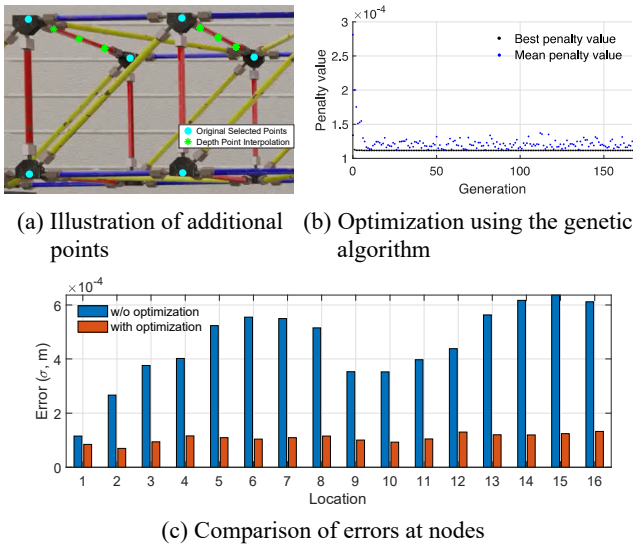 Original Selected Points
Depth Point Interpolation
×10⁻⁴
3
2.5
2
1.5
1
Penalty value
Best penalty value
Mean penalty value
0 50 100 150
Generation
(a) Illustration of additional points
(b) Optimization using the genetic algorithm
×10⁻⁴
6
4
2
0
Error (σ, m)
w/o optimization
with optimization
1 2 3 4 5 6 7 8 9 10 11 12 13 14 15 16
Location
(c) Comparison of errors at nodes